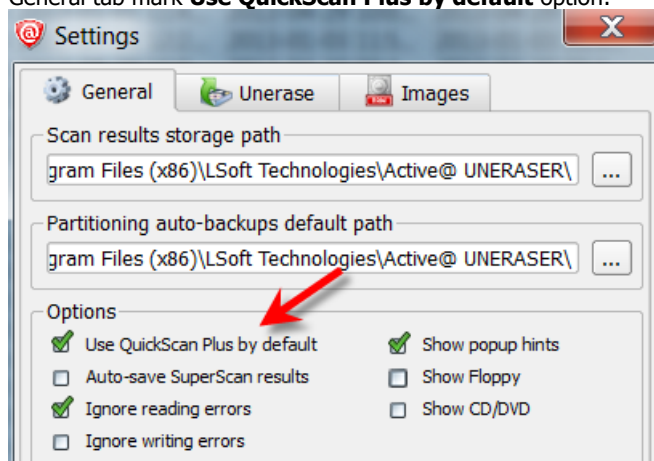 General tab mark Use QuickScan Plus by default option:
Settings
General Unerase Images
Scan results storage path
gram Files (x86)\LSoft Technologies\Active@ UNERASER\ ...
Partitioning auto-backups default path
gram Files (x86)\LSoft Technologies\Active@ UNERASER\ ...
Options
Use QuickScan Plus by default Show popup hints
Auto-save SuperScan results Show Floppy
Ignore reading errors Show CD/DVD
Ignore writing errors